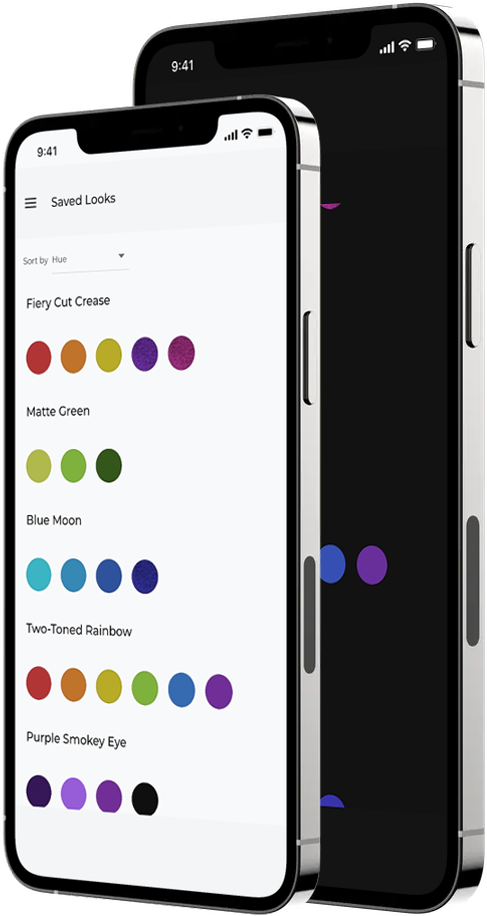 9:41
9:41
Saved Looks
Sort by Hue
Fiery Cut Crease
Matte Green
Blue Moon
Two-Toned Rainbow
Purple Smokey Eye